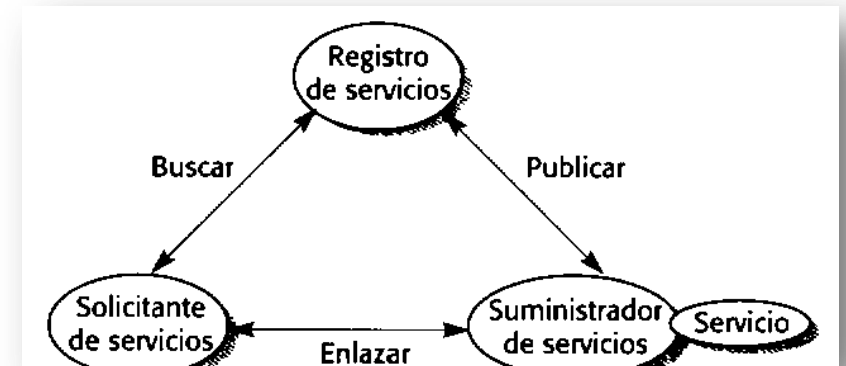 Registro
de servicios
Buscar
Publicar
Solicitante
de servicios
Enlazar
Suministrador
de servicios
Servicio